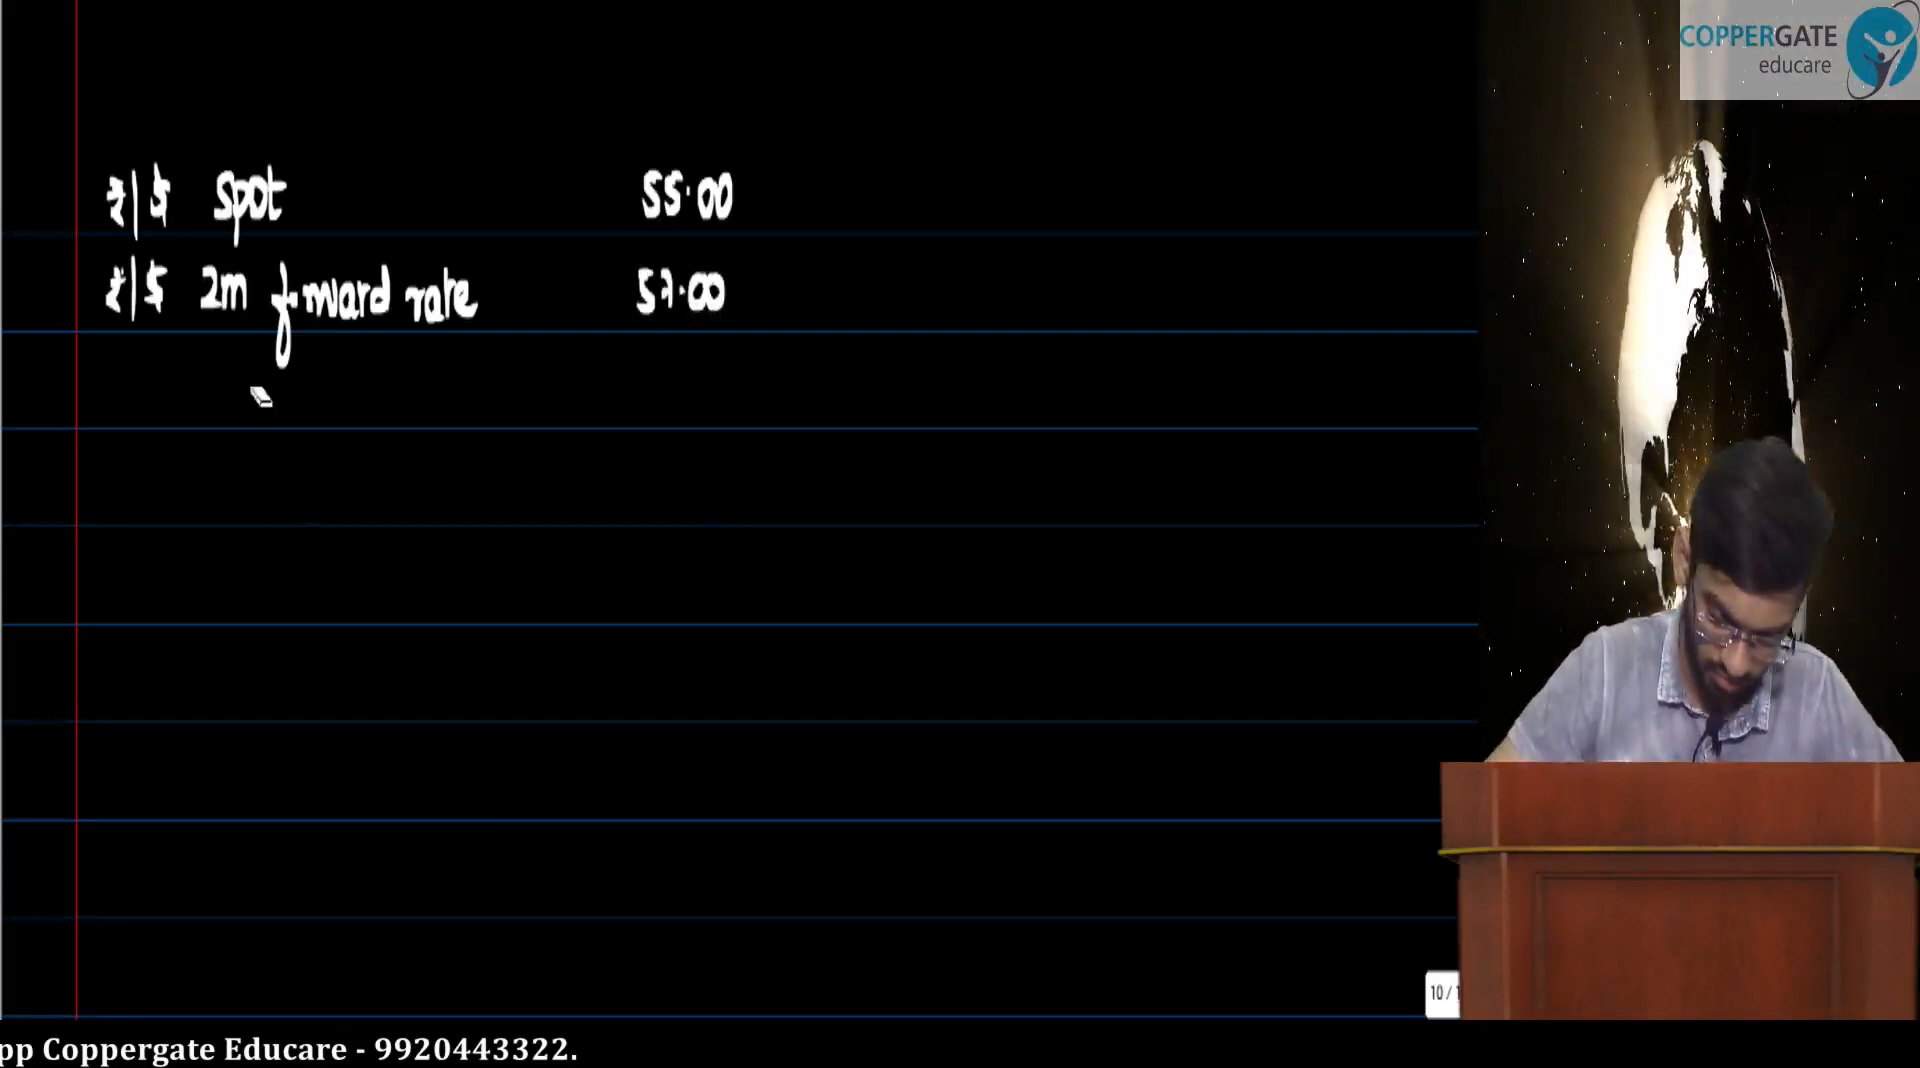 COPPERGATE
educare
₹|$ spot 55.00
₹|$ 2m forward rate 57.00
10 / 1
pp Coppergate Educare - 9920443322.